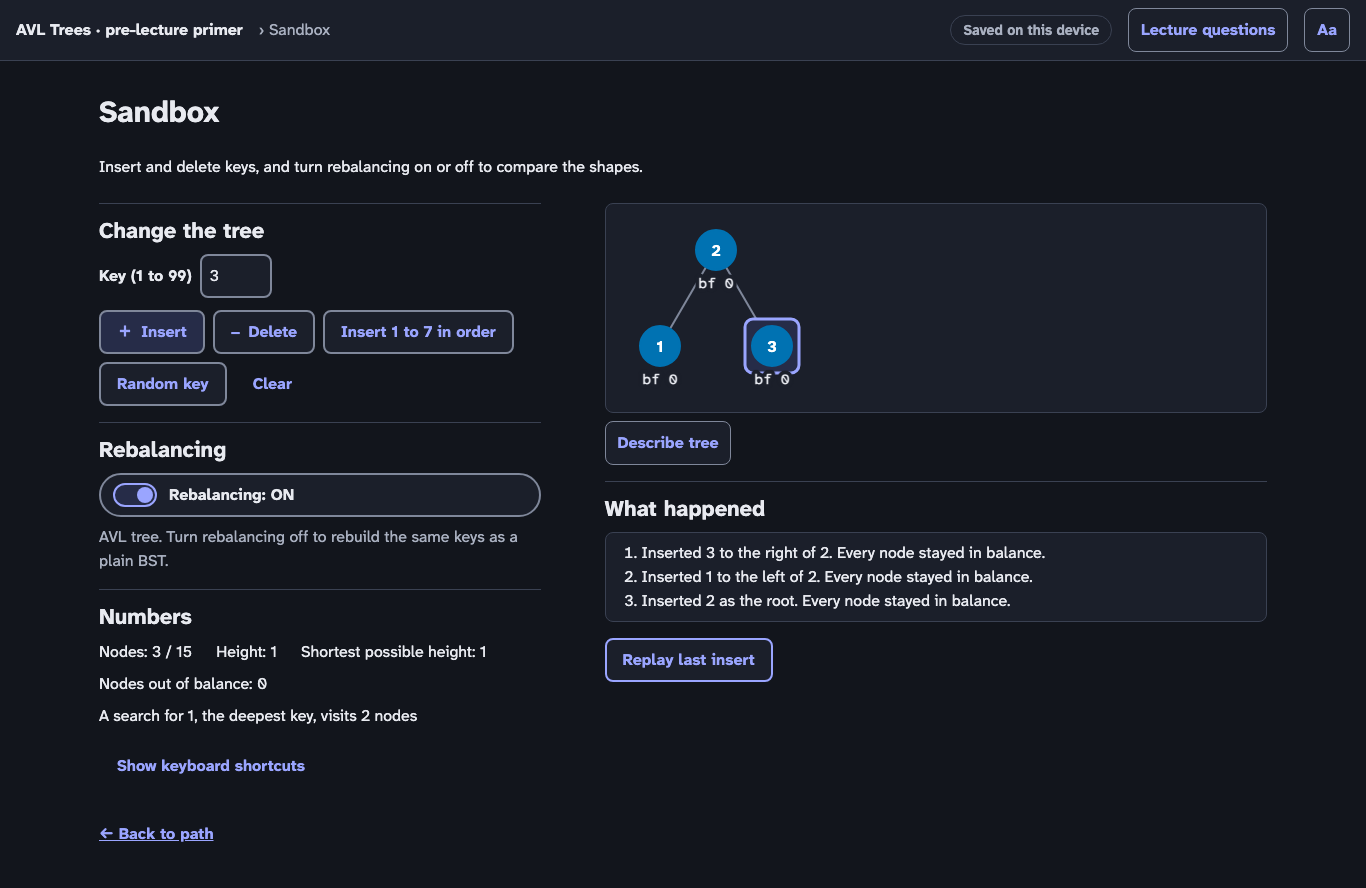 AVL Trees · pre-lecture primer › Sandbox
Saved on this device
Lecture questions
Aa
Sandbox
Insert and delete keys, and turn rebalancing on or off to compare the shapes.
Change the tree
Key (1 to 99) 3
+ Insert
– Delete
Insert 1 to 7 in order
Random key
Clear
Rebalancing
Rebalancing: ON
AVL tree. Turn rebalancing off to rebuild the same keys as a
plain BST.
Numbers
Nodes: 3 / 15 Height: 1 Shortest possible height: 1
Nodes out of balance: 0
A search for 1, the deepest key, visits 2 nodes
Show keyboard shortcuts
← Back to path
2
bf 0
1
bf 0
3
bf 0
Describe tree
What happened
1. Inserted 3 to the right of 2. Every node stayed in balance.
2. Inserted 1 to the left of 2. Every node stayed in balance.
3. Inserted 2 as the root. Every node stayed in balance.
Replay last insert